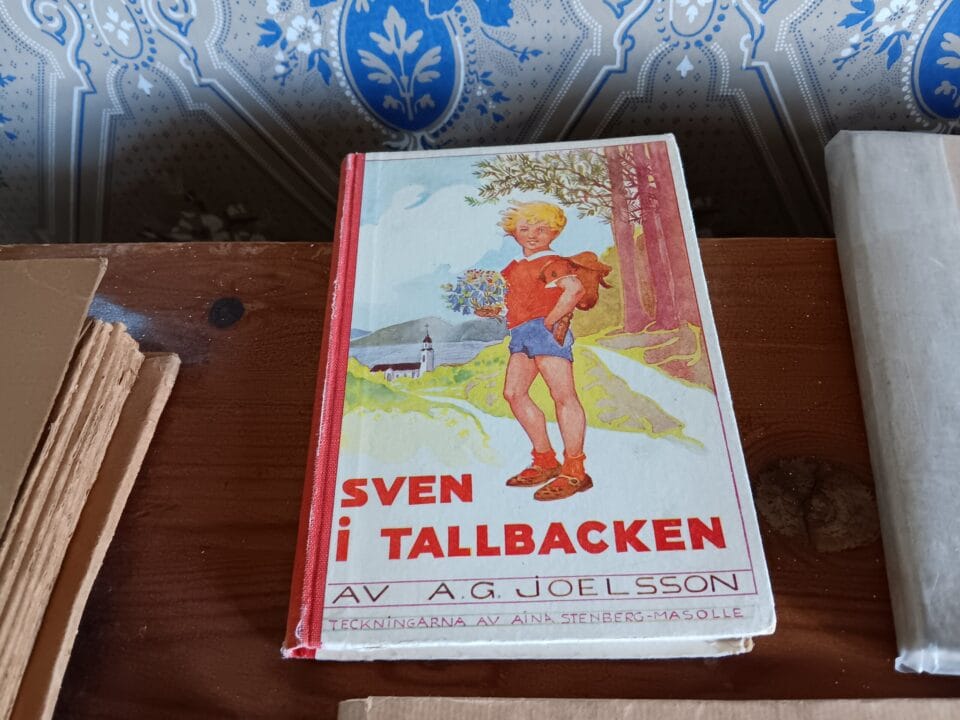 SVEN
i TALLBACKEN
AV A.G. JOELSSON
TECKNINGARNA AV AINA STENBERG-MASOLLE